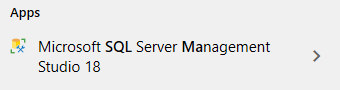 Apps
Microsoft SQL Server Management
Studio 18